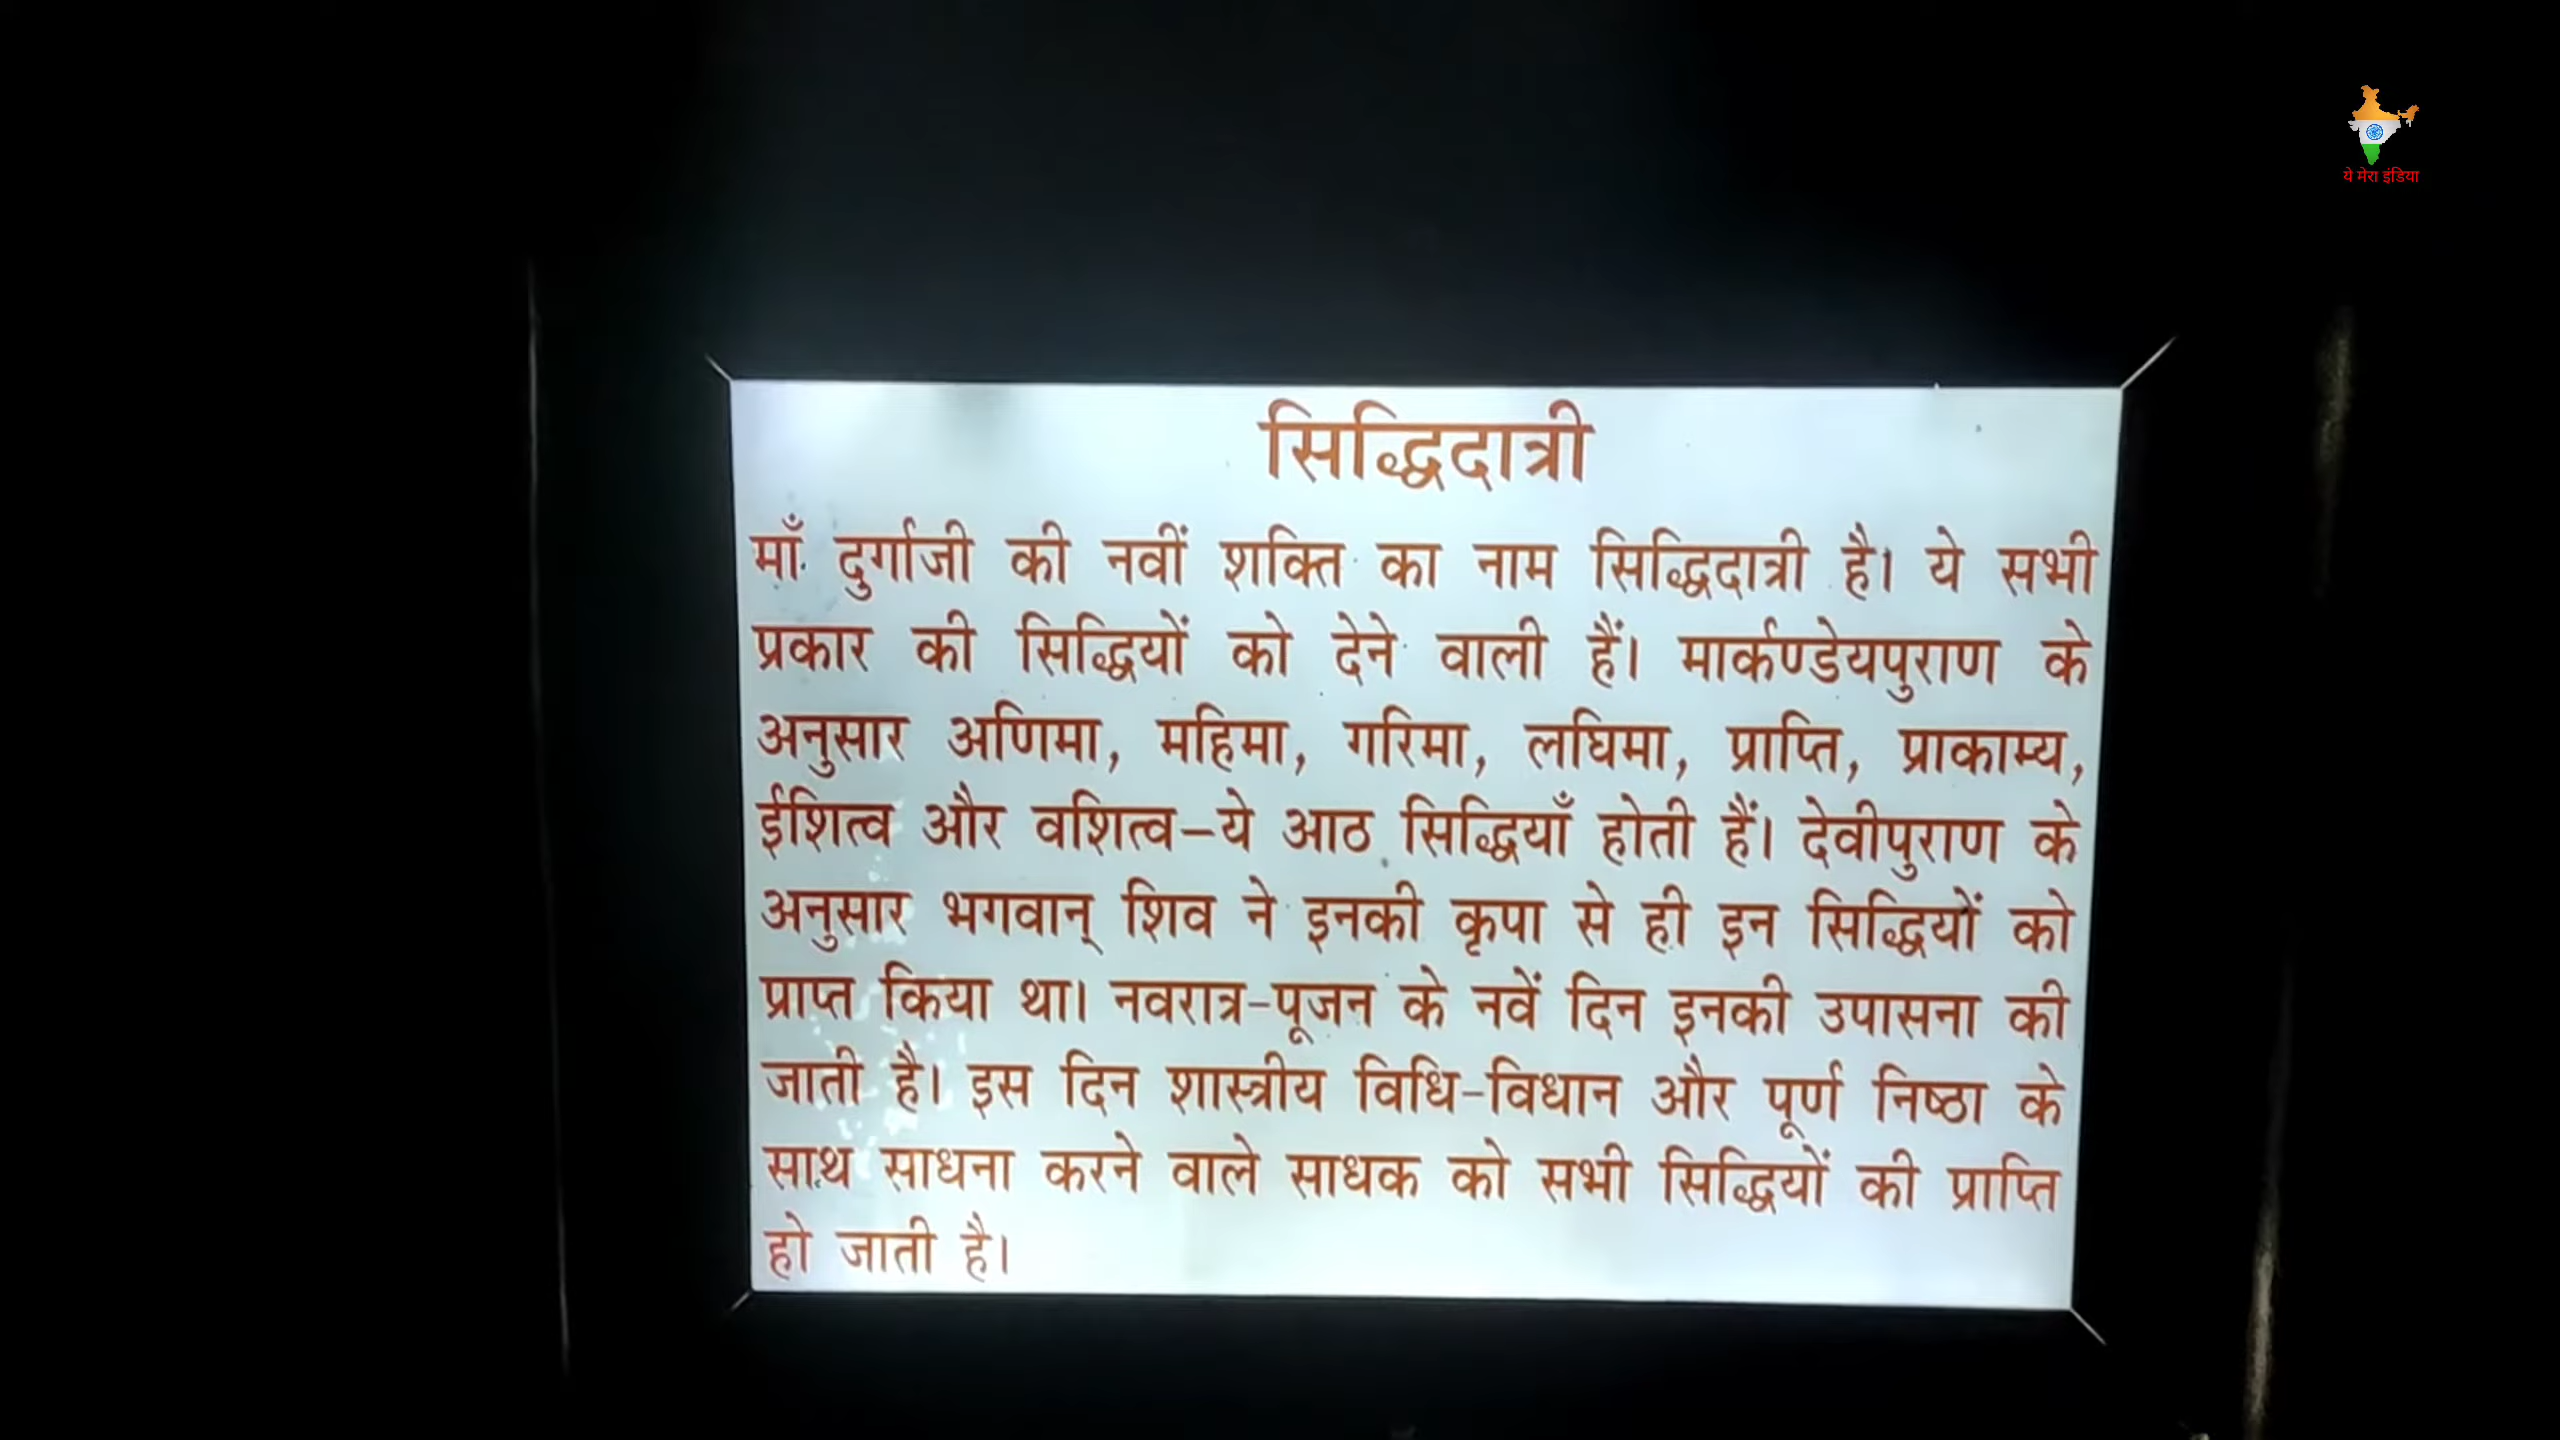 ये मेरा इंडिया
सिद्धिदात्री
माँ दुर्गाजी की नवीं शक्ति का नाम सिद्धिदात्री है। ये सभी
प्रकार की सिद्धियों को देने वाली हैं। मार्कण्डेयपुराण के
अनुसार अणिमा, महिमा, गरिमा, लघिमा, प्राप्ति, प्राकाम्य,
ईशित्व और वशित्व–ये आठ सिद्धियाँ होती हैं। देवीपुराण के
अनुसार भगवान् शिव ने इनकी कृपा से ही इन सिद्धियों को
प्राप्त किया था। नवरात्र-पूजन के नवें दिन इनकी उपासना की
जाती है। इस दिन शास्त्रीय विधि-विधान और पूर्ण निष्ठा के
साथ साधना करने वाले साधक को सभी सिद्धियों की प्राप्ति
हो जाती है।